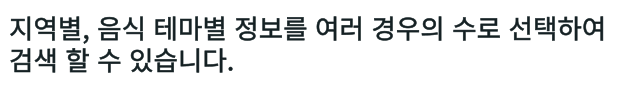 지역별, 음식 테마별 정보를 여러 경우의 수로 선택하여
검색 할 수 있습니다.